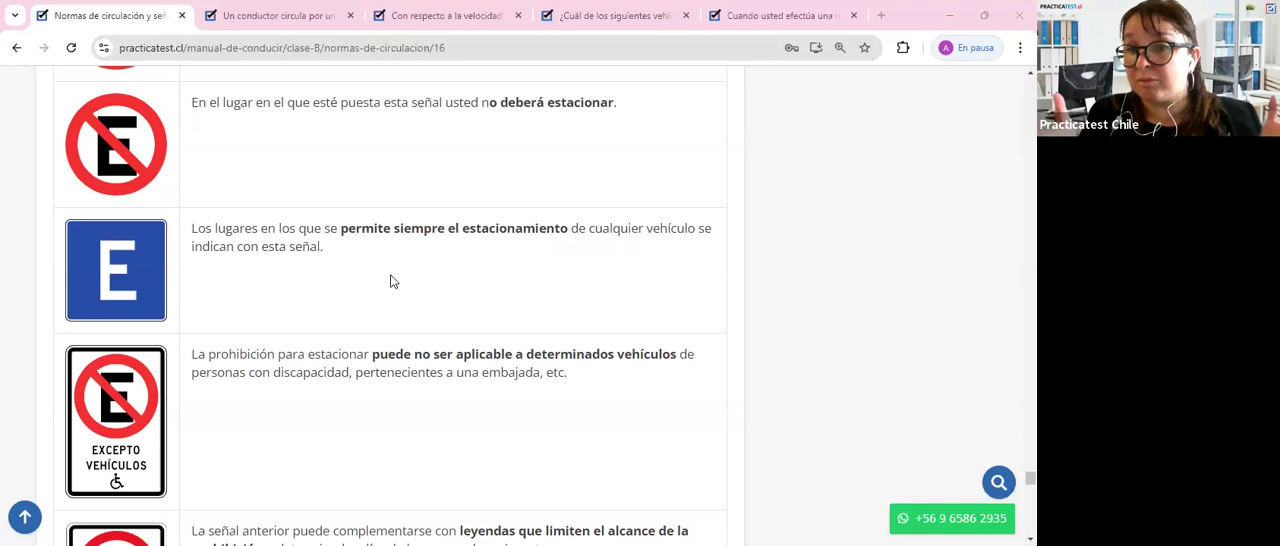 Normas de circulación y seña
Un conductor circula por un
Con respecto a la velocidad
¿Cuál de los siguientes vehí
Cuando usted efectúa una
practicatest.cl/manual-de-conducir/clase-B/normas-de-circulacion/16
A En pausa
PRACTICATEST.cl
Practicatest Chile
E
En el lugar en el que esté puesta esta señal usted no deberá estacionar.
E
Los lugares en los que se permite siempre el estacionamiento de cualquier vehículo se
indican con esta señal.
E
EXCEPTO
VEHÍCULOS
La prohibición para estacionar puede no ser aplicable a determinados vehículos de
personas con discapacidad, pertenecientes a una embajada, etc.
La señal anterior puede complementarse con leyendas que limiten el alcance de la
+56 9 6586 2935